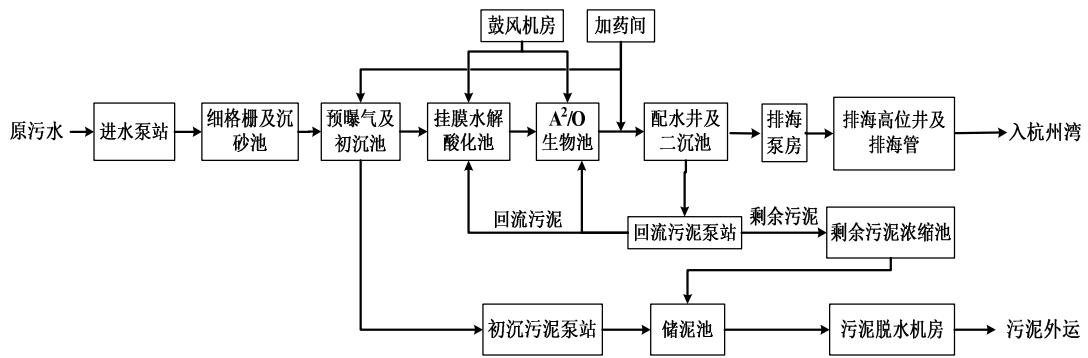 鼓风机房
加药间
原污水
进水泵站
细格栅及沉
砂池
预曝气及
初沉池
挂膜水解
酸化池
A²/O
生物池
配水井及
二沉池
排海
泵房
排海高位井及
排海管
入杭州湾
回流污泥
回流污泥泵站
剩余污泥
剩余污泥浓缩池
初沉污泥泵站
储泥池
污泥脱水机房
污泥外运